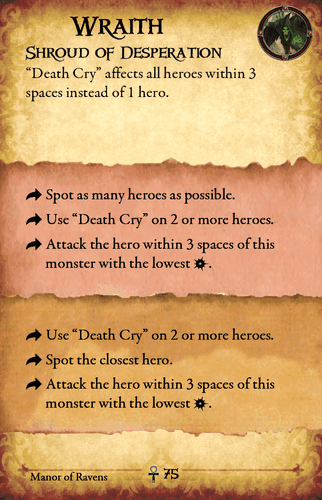 Wraith
Shroud of Desperation
“Death Cry” affects all heroes within 3
spaces instead of 1 hero.
Spot as many heroes as possible.
Use “Death Cry” on 2 or more heroes.
Attack the hero within 3 spaces of this
monster with the lowest .
Use “Death Cry” on 2 or more heroes.
Spot the closest hero.
Attack the hero within 3 spaces of this
monster with the lowest .
Manor of Ravens
75